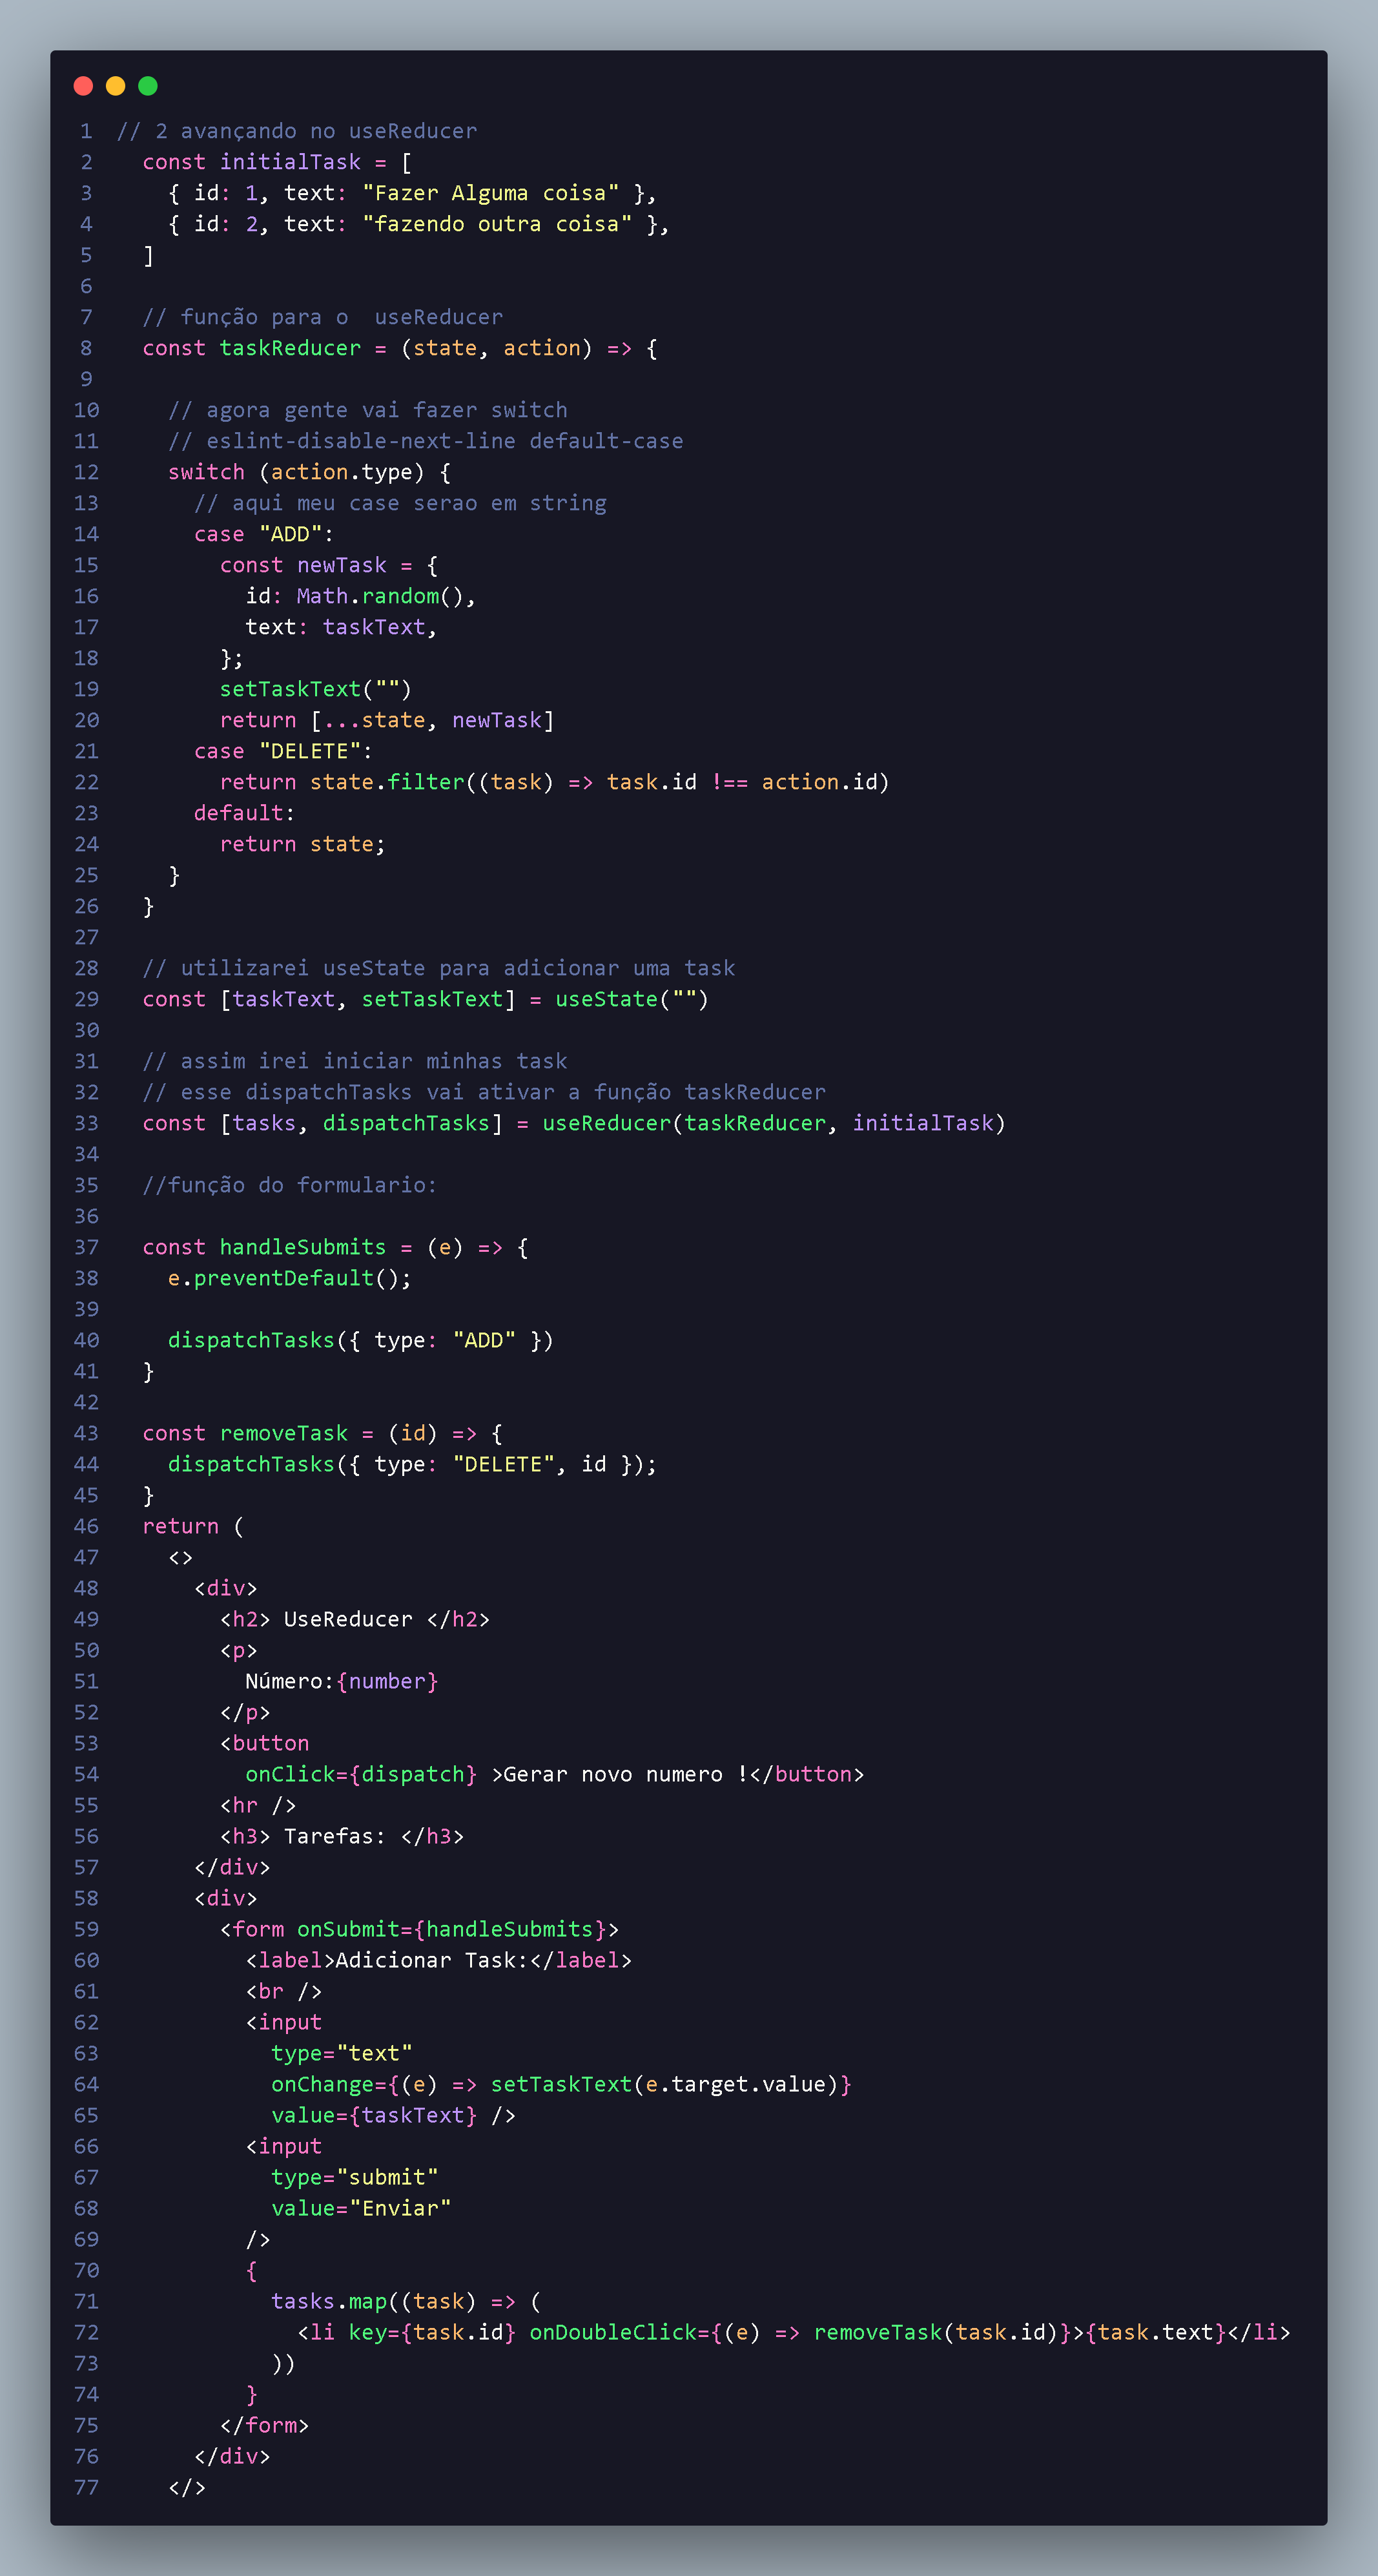 1 // 2 avançando no useReducer
2   const initialTask = [
3     { id: 1, text: "Fazer Alguma coisa" },
4     { id: 2, text: "fazendo outra coisa" },
5   ]
6
7   // função para o  useReducer
8   const taskReducer = (state, action) => {
9
10     // agora gente vai fazer switch
11     // eslint-disable-next-line default-case
12     switch (action.type) {
13       // aqui meu case serao em string
14       case "ADD":
15         const newTask = {
16           id: Math.random(),
17           text: taskText,
18         };
19         setTaskText("")
20         return [...state, newTask]
21       case "DELETE":
22         return state.filter((task) => task.id !== action.id)
23       default:
24         return state;
25     }
26   }
27
28   // utilizarei useState para adicionar uma task
29   const [taskText, setTaskText] = useState("")
30
31   // assim irei iniciar minhas task
32   // esse dispatchTasks vai ativar a função taskReducer
33   const [tasks, dispatchTasks] = useReducer(taskReducer, initialTask)
34
35   //função do formulario:
36
37   const handleSubmits = (e) => {
38     e.preventDefault();
39
40     dispatchTasks({ type: "ADD" })
41   }
42
43   const removeTask = (id) => {
44     dispatchTasks({ type: "DELETE", id });
45   }
46   return (
47     <>
48       <div>
49         <h2> UseReducer </h2>
50         <p>
51           Número:{number}
52         </p>
53         <button
54           onClick={dispatch} >Gerar novo numero !</button>
55         <hr />
56         <h3> Tarefas: </h3>
57       </div>
58       <div>
59         <form onSubmit={handleSubmits}>
60           <label>Adicionar Task:</label>
61           <br />
62           <input
63             type="text"
64             onChange={(e) => setTaskText(e.target.value)}
65             value={taskText} />
66           <input
67             type="submit"
68             value="Enviar"
69           />
70           {
71             tasks.map((task) => (
72               <li key={task.id} onDoubleClick={(e) => removeTask(task.id)}>{task.text}</li>
73             ))
74           }
75         </form>
76       </div>
77     </>